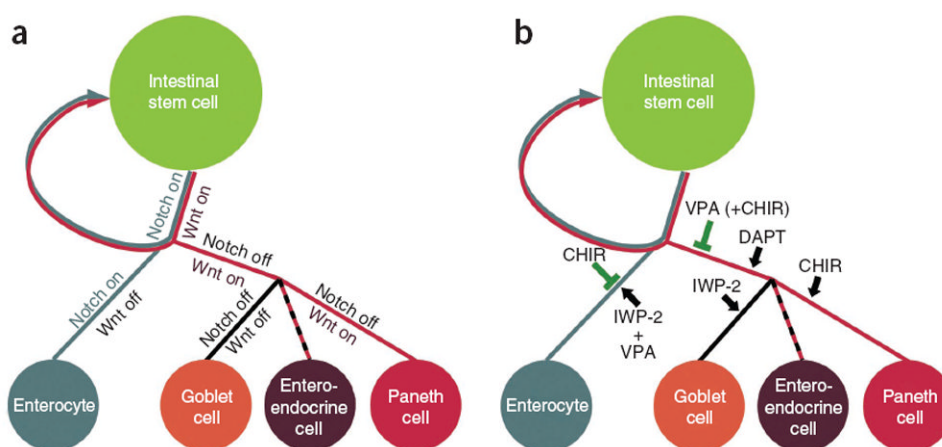 a
Intestinal
stem cell
Notch on
Wnt on
Notch off
Wnt on
Notch on
Wnt off
Notch off
Wnt off
Notch off
Wnt on
Enterocyte
Goblet
cell
Entero-
endocrine
cell
Paneth
cell
b
Intestinal
stem cell
VPA (+CHIR)
DAPT
CHIR
IWP-2
CHIR
IWP-2
+
VPA
Enterocyte
Goblet
cell
Entero-
endocrine
cell
Paneth
cell